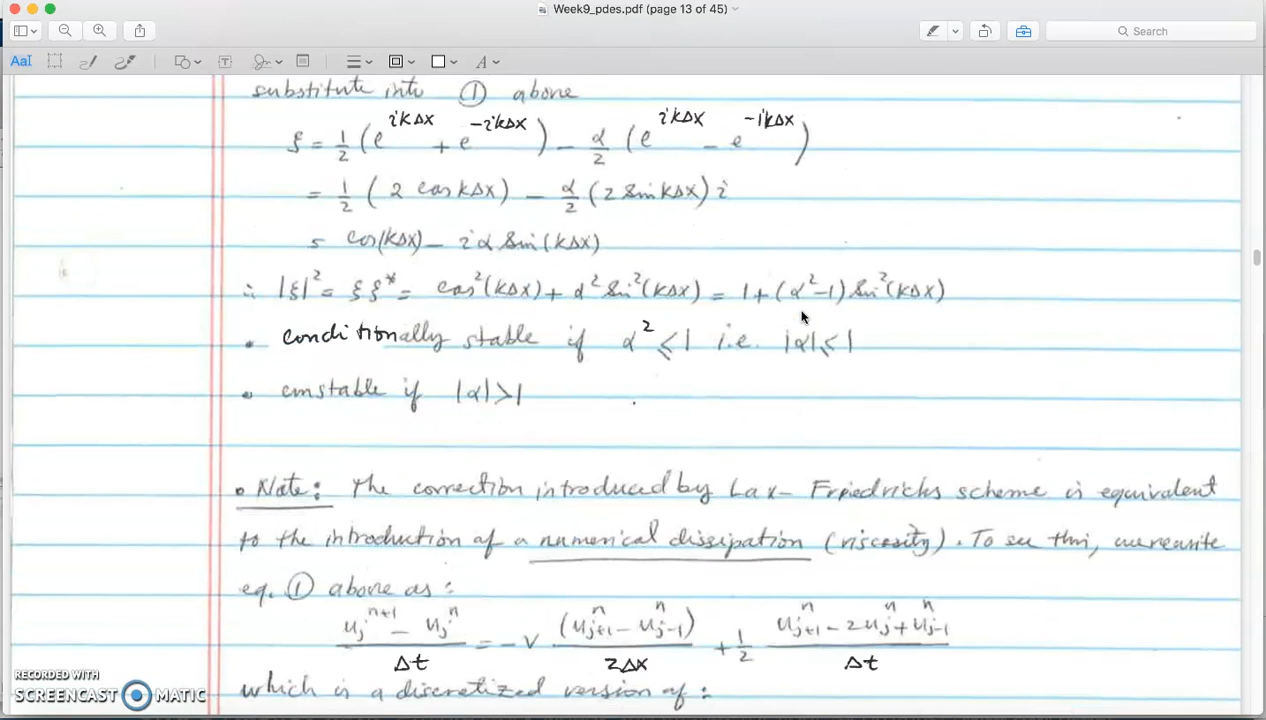 Week9_pdes.pdf (page 13 of 45)
Search
AaI
substitute into ① above
ξ = 1/2 (e^{ikΔx} + e^{-ikΔx}) - α/2 (e^{ikΔx} - e^{-ikΔx})
= 1/2 (2 cos kΔx) - α/2 (2 sin kΔx) i
= cos(kΔx) - iα sin(kΔx)
∴ |ξ|² = ξξ* = cos²(kΔx) + α² sin²(kΔx) = 1 + (α²-1) sin²(kΔx)
• conditionally stable if α² ≤ 1 i.e. |α| ≤ 1
• unstable if |α| > 1
• Note: The correction introduced by Lax-Friedrichs scheme is equivalent
to the introduction of a numerical dissipation (viscosity). To see this, we rewrite
eq. ① above as:
(u_j^{n+1} - u_j^n)/Δt = -v (u_{j+1}^n - u_{j-1}^n)/2Δx + 1/2 (u_{j+1}^n - 2u_j^n + u_{j-1}^n)/Δt
which is a discretized version of:
RECORDED WITH
SCREENCAST-O-MATIC